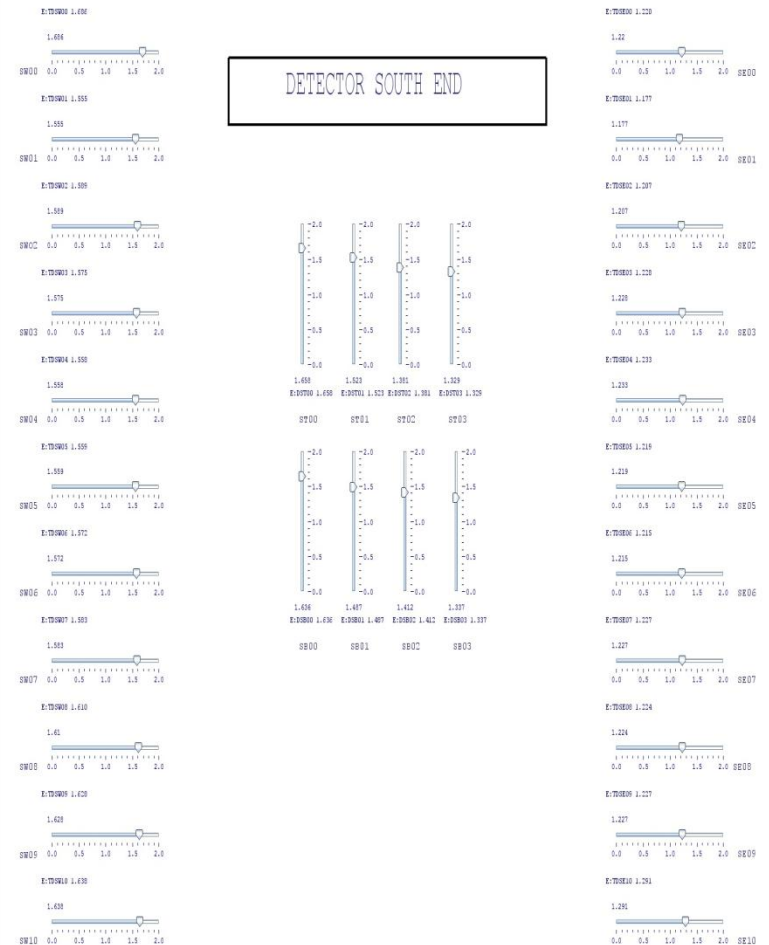 DETECTOR SOUTH END
E:TDSW00 1.686
1.686
SW00 0.0 0.5 1.0 1.5 2.0
E:TDSW01 1.555
1.555
SW01 0.0 0.5 1.0 1.5 2.0
E:TDSW02 1.589
1.589
SW02 0.0 0.5 1.0 1.5 2.0
E:TDSW03 1.575
1.575
SW03 0.0 0.5 1.0 1.5 2.0
E:TDSW04 1.558
1.558
SW04 0.0 0.5 1.0 1.5 2.0
E:TDSW05 1.559
1.559
SW05 0.0 0.5 1.0 1.5 2.0
E:TDSW06 1.572
1.572
SW06 0.0 0.5 1.0 1.5 2.0
E:TDSW07 1.583
1.583
SW07 0.0 0.5 1.0 1.5 2.0
E:TDSW08 1.610
1.61
SW08 0.0 0.5 1.0 1.5 2.0
E:TDSW09 1.628
1.628
SW09 0.0 0.5 1.0 1.5 2.0
E:TDSW10 1.638
1.638
SW10 0.0 0.5 1.0 1.5 2.0
2.0 2.0 2.0 2.0
1.5 1.5 1.5 1.5
1.0 1.0 1.0 1.0
0.5 0.5 0.5 0.5
0.0 0.0 0.0 0.0
1.658 1.523 1.381 1.329
E:DST00 1.658 E:DST01 1.523 E:DST02 1.381 E:DST03 1.329
ST00 ST01 ST02 ST03
2.0 2.0 2.0 2.0
1.5 1.5 1.5 1.5
1.0 1.0 1.0 1.0
0.5 0.5 0.5 0.5
0.0 0.0 0.0 0.0
1.636 1.487 1.412 1.337
E:DSB00 1.636 E:DSB01 1.487 E:DSB02 1.412 E:DSB03 1.337
SB00 SB01 SB02 SB03
E:TDSE00 1.220
1.22
0.0 0.5 1.0 1.5 2.0 SE00
E:TDSE01 1.177
1.177
0.0 0.5 1.0 1.5 2.0 SE01
E:TDSE02 1.207
1.207
0.0 0.5 1.0 1.5 2.0 SE02
E:TDSE03 1.228
1.228
0.0 0.5 1.0 1.5 2.0 SE03
E:TDSE04 1.233
1.233
0.0 0.5 1.0 1.5 2.0 SE04
E:TDSE05 1.219
1.219
0.0 0.5 1.0 1.5 2.0 SE05
E:TDSE06 1.215
1.215
0.0 0.5 1.0 1.5 2.0 SE06
E:TDSE07 1.227
1.227
0.0 0.5 1.0 1.5 2.0 SE07
E:TDSE08 1.224
1.224
0.0 0.5 1.0 1.5 2.0 SE08
E:TDSE09 1.227
1.227
0.0 0.5 1.0 1.5 2.0 SE09
E:TDSE10 1.291
1.291
0.0 0.5 1.0 1.5 2.0 SE10